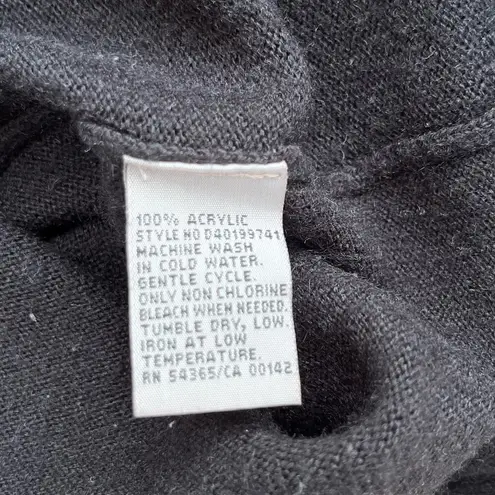 100% ACRYLIC
STYLE NO D40199741
MACHINE WASH
IN COLD WATER.
GENTLE CYCLE.
ONLY NON CHLORINE
BLEACH WHEN NEEDED.
TUMBLE DRY, LOW.
IRON AT LOW
TEMPERATURE.
RN 54365/CA 00142